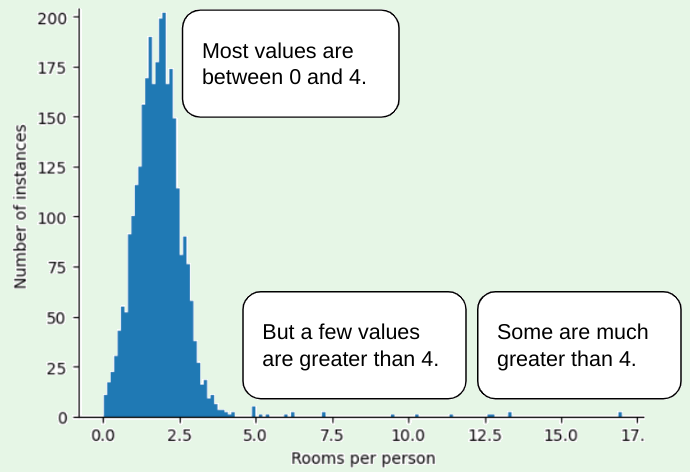 200
175
150
125
100
75
50
25
0
Number of instances
Most values are
between 0 and 4.
But a few values
are greater than 4.
Some are much
greater than 4.
0.0 2.5 5.0 7.5 10.0 12.5 15.0 17.
Rooms per person